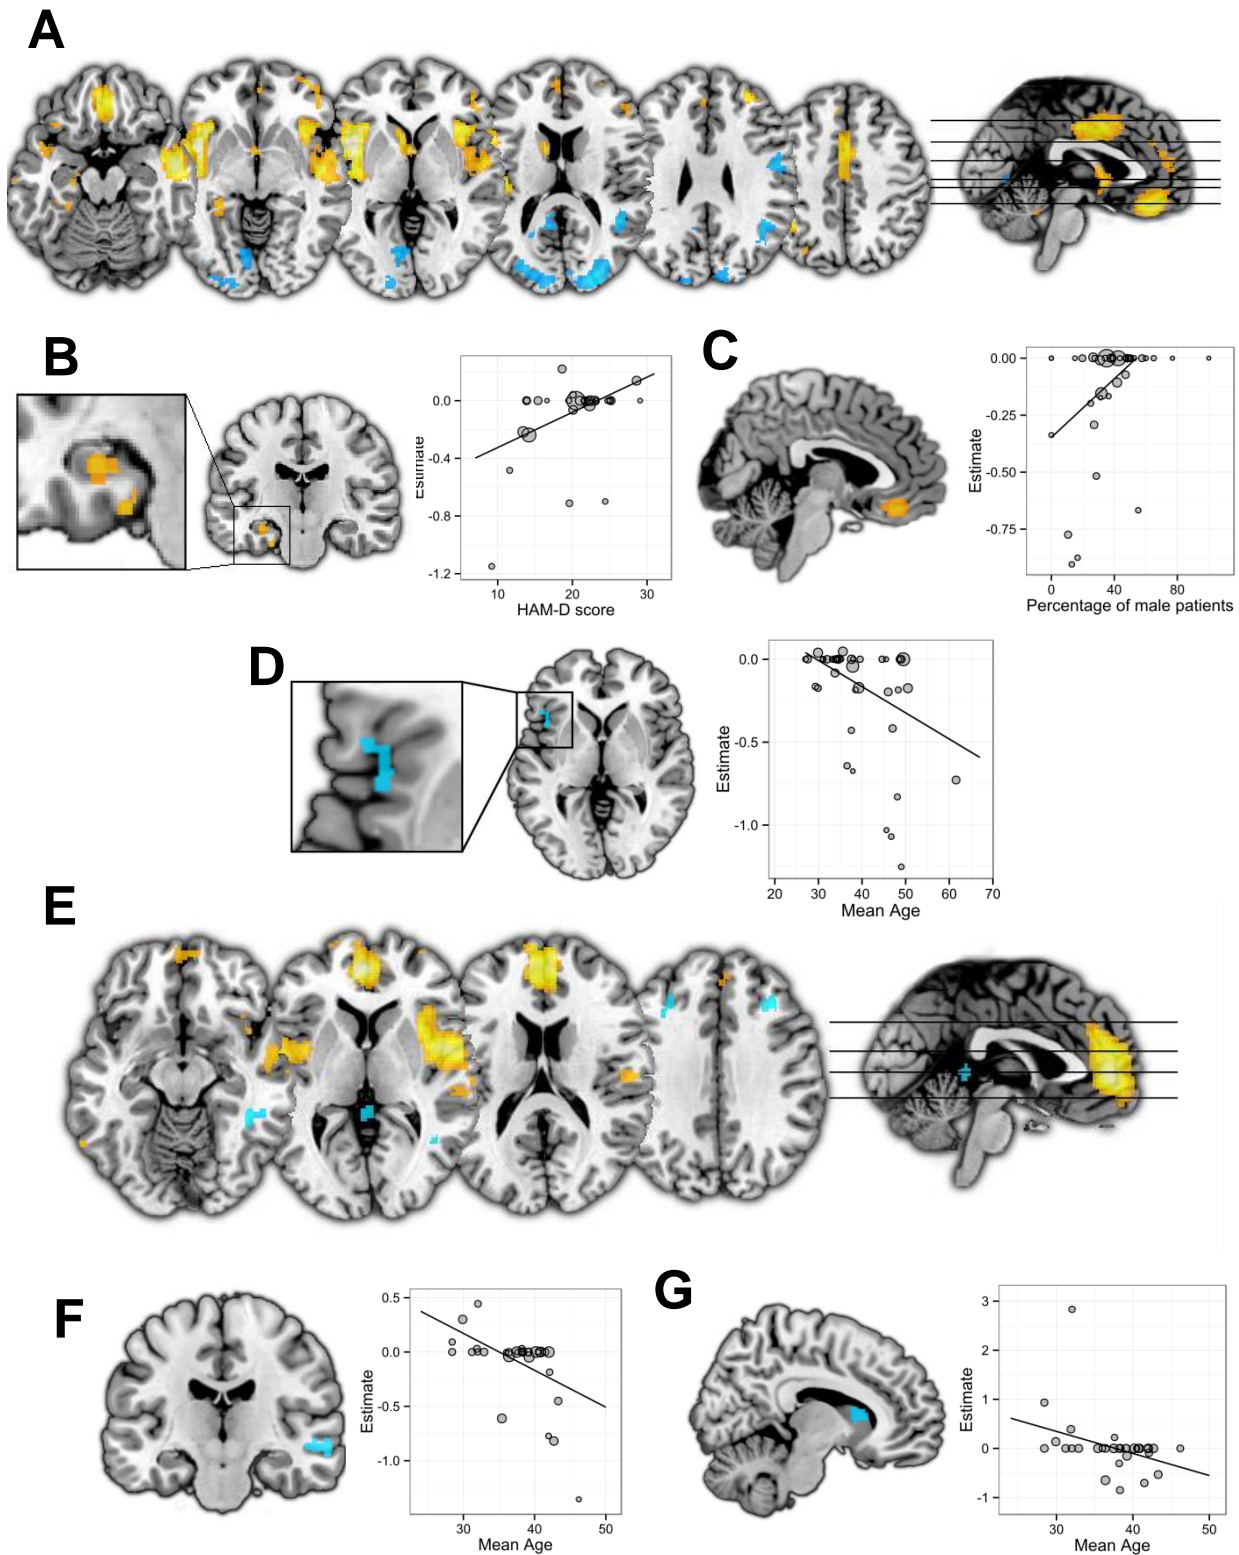 A
B
C
0.0
-0.4
-0.8
-1.2
Estimate
10 20 30
HAM-D score
0.00
-0.25
-0.50
-0.75
Estimate
0 40 80
Percentage of male patients
D
0.0
-0.5
-1.0
Estimate
20 30 40 50 60 70
Mean Age
E
F
0.5
0.0
-0.5
-1.0
Estimate
30 40 50
Mean Age
G
3
2
1
0
-1
Estimate
30 40 50
Mean Age